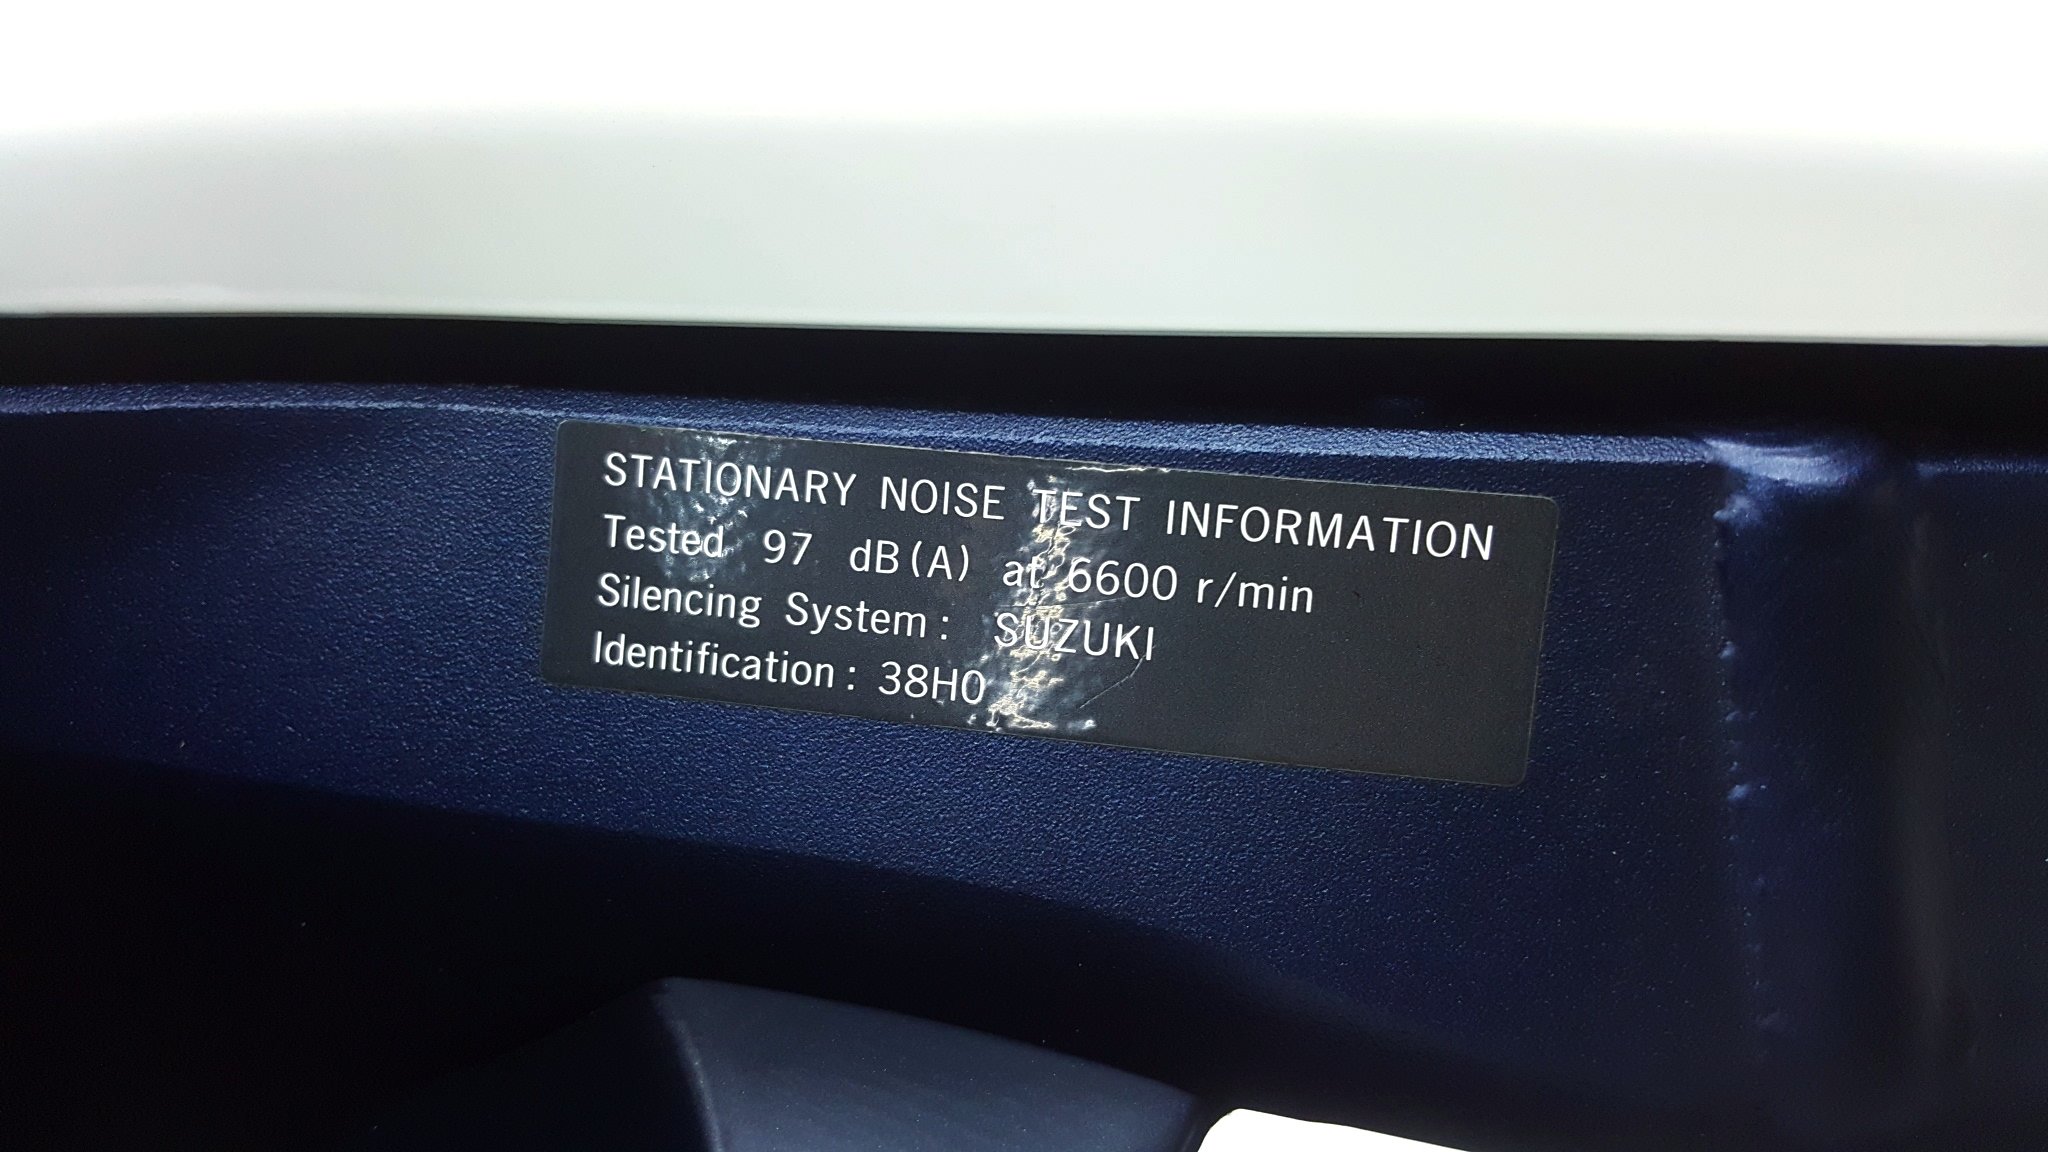 STATIONARY NOISE TEST INFORMATION
Tested 97 dB(A) at 6600 r/min
Silencing System: SUZUKI
Identification: 38H0